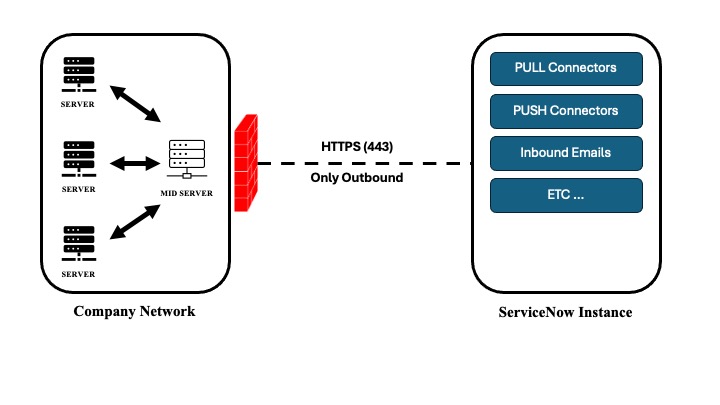 SERVER
SERVER
MID SERVER
SERVER
Company Network
HTTPS (443)
Only Outbound
PULL Connectors
PUSH Connectors
Inbound Emails
ETC ...
ServiceNow Instance